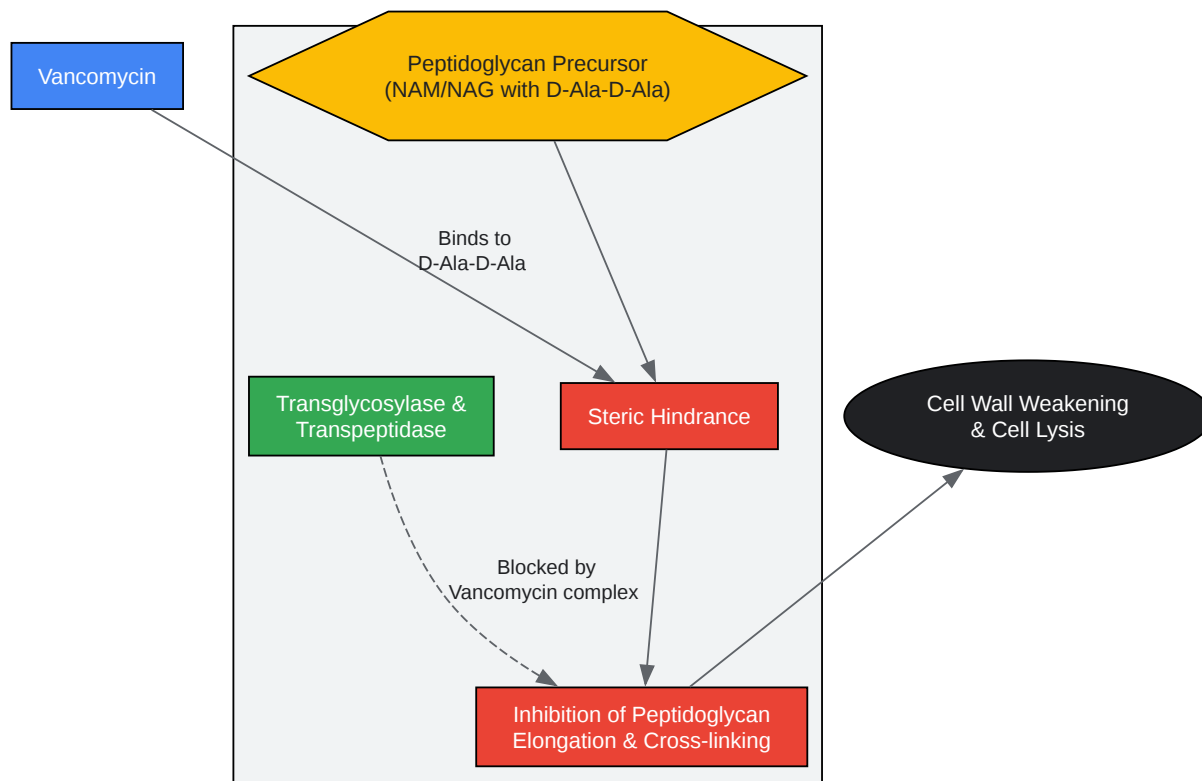 Vancomycin
Peptidoglycan Precursor
(NAM/NAG with D-Ala-D-Ala)
Binds to
D-Ala-D-Ala
Transglycosylase &
Transpeptidase
Steric Hindrance
Cell Wall Weakening
& Cell Lysis
Blocked by
Vancomycin complex
Inhibition of Peptidoglycan
Elongation & Cross-linking